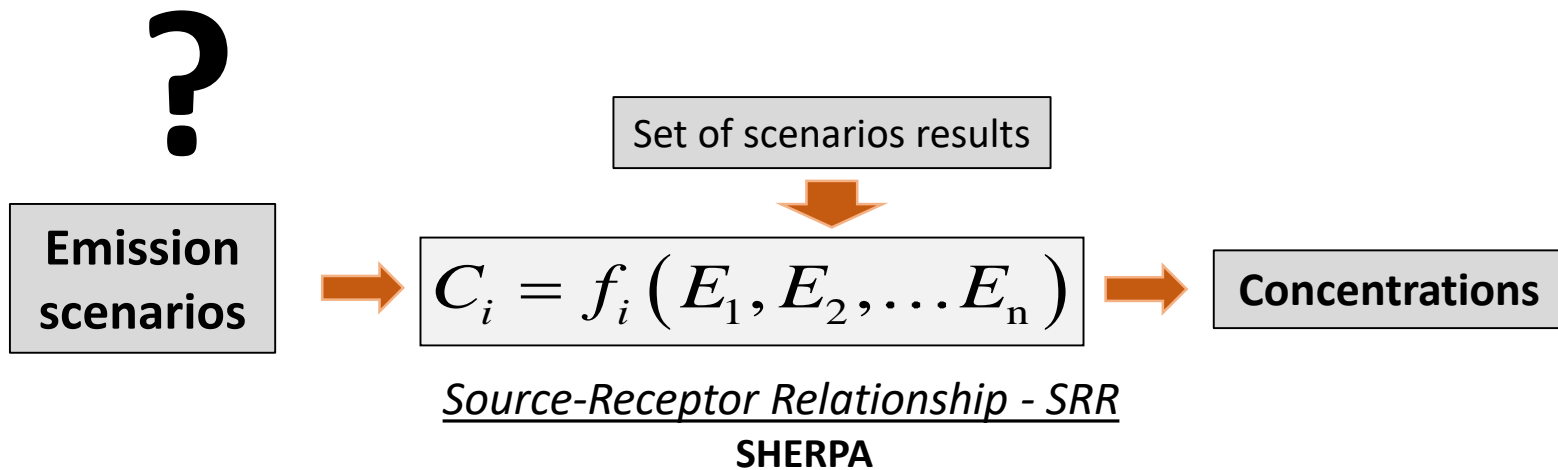 ?
Set of scenarios results
Emission
scenarios
C_i = f_i (E_1, E_2, … E_n)
Concentrations
Source-Receptor Relationship - SRR
SHERPA